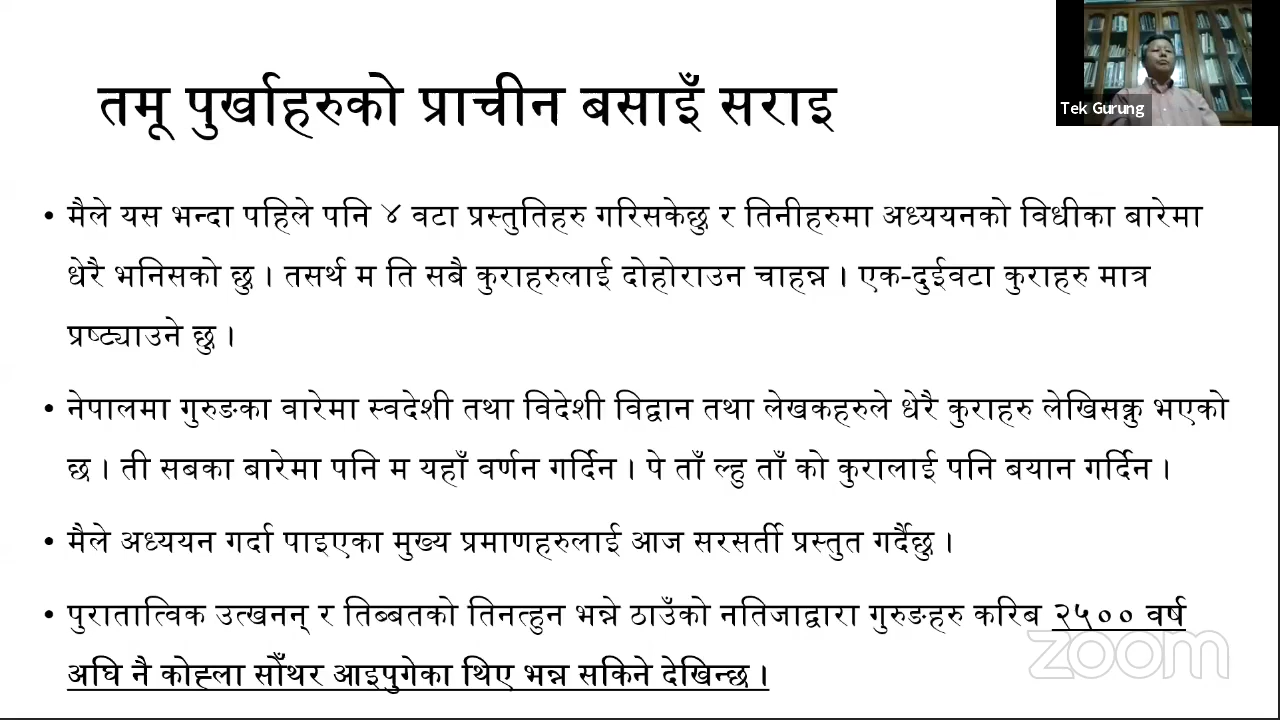 तमू पुर्खाहरुको प्राचीन बसाइँ सराइ
Tek Gurung
• मैले यस भन्दा पहिले पनि ४ वटा प्रस्तुतिहरु गरिसकेछु र तिनीहरुमा अध्ययनको विधीका बारेमा
धेरै भनिसको छु । तसर्थ म ति सबै कुराहरुलाई दोहोराउन चाहन्न । एक-दुईवटा कुराहरु मात्र
प्रष्ट्याउने छु ।
• नेपालमा गुरुङका वारेमा स्वदेशी तथा विदेशी विद्वान तथा लेखकहरुले धेरै कुराहरु लेखिसक्नु भएको
छ । ती सबका बारेमा पनि म यहाँ वर्णन गर्दिन । पे ताँ ल्हु ताँ को कुरालाई पनि बयान गर्दिन ।
• मैले अध्ययन गर्दा पाइएका मुख्य प्रमाणहरुलाई आज सरसर्ती प्रस्तुत गर्दैछु ।
• पुरातात्विक उत्खनन् र तिब्बतको तिनत्हुन भन्ने ठाउँको नतिजाद्वारा गुरुङहरु करिब २५०० वर्ष
अघि नै कोह्ला सोँथर आइपुगेका थिए भन्न सकिने देखिन्छ ।
zoom